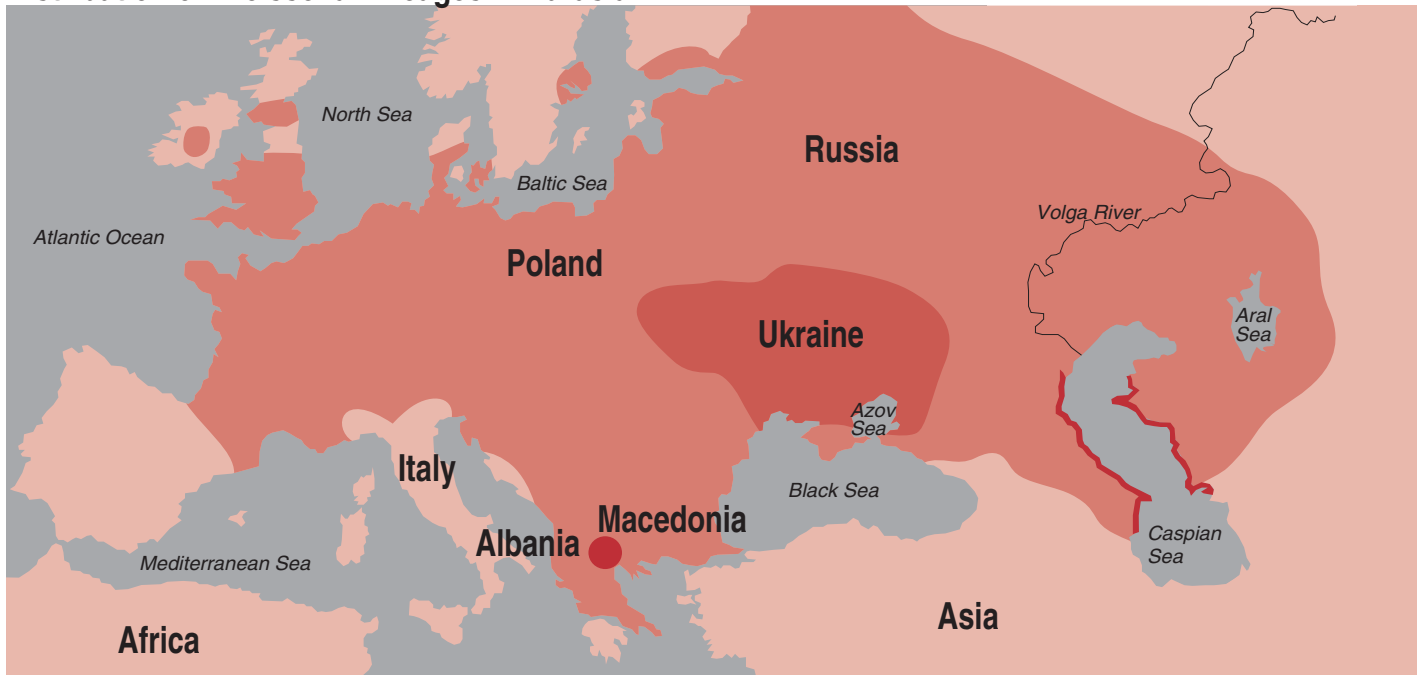 North Sea
Russia
Baltic Sea
Volga River
Atlantic Ocean
Poland
Ukraine
Aral
Sea
Azov
Sea
Italy
Black Sea
Macedonia
Albania
Caspian
Sea
Mediterranean Sea
Africa
Asia